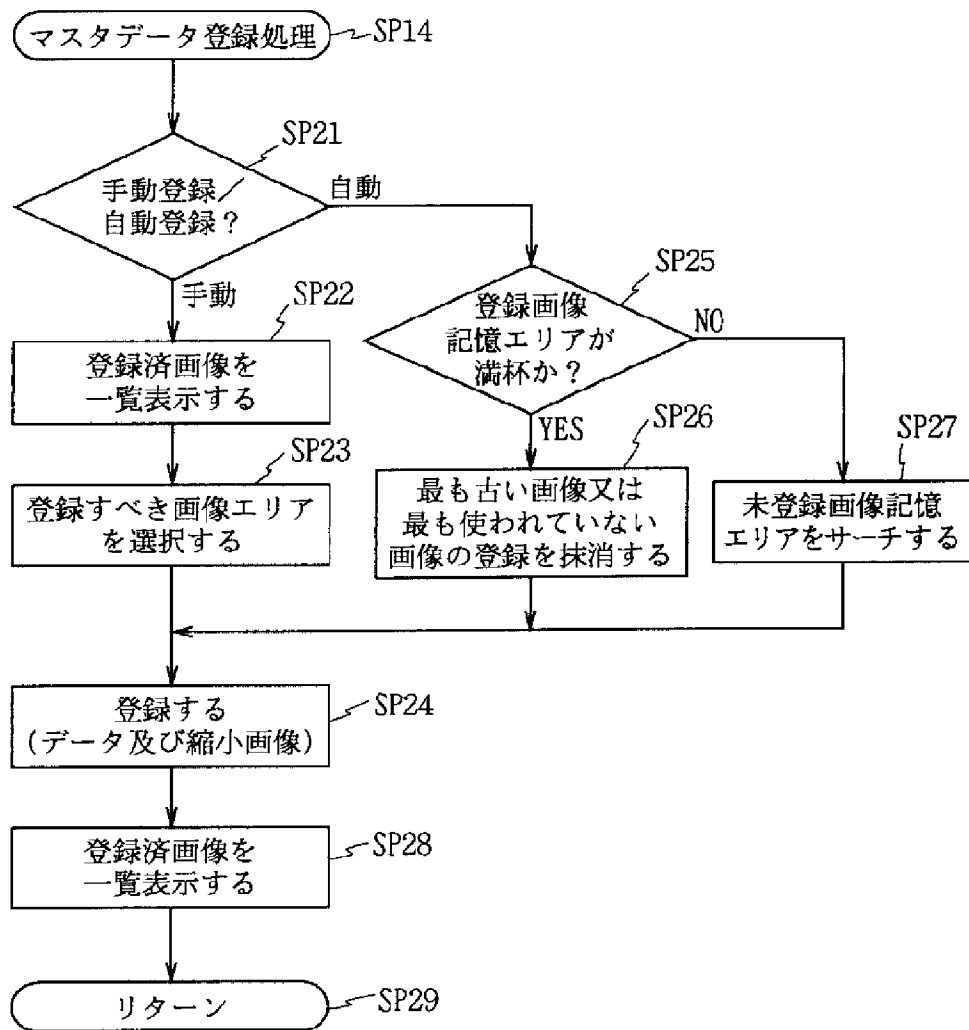 マスタデータ登録処理
SP14
SP21
手動登録/
自動登録？
自動
手動
SP22
登録済画像を
一覧表示する
SP23
登録すべき画像エリア
を選択する
SP25
登録画像
記憶エリアが
満杯か？
NO
YES
SP26
最も古い画像又は
最も使われていない
画像の登録を抹消する
SP27
未登録画像記憶
エリアをサーチする
登録する
(データ及び縮小画像)
SP24
登録済画像を
一覧表示する
SP28
リターン
SP29